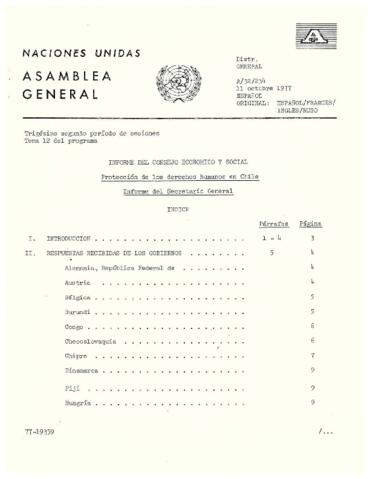 NACIONES UNIDAS
ASAMBLEA
GENERAL
Distr.
GENERAL
A/32/234
11 octubre 1977
ESPAÑOL
ORIGINAL: ESPAÑOL/FRANCES/
INGLES/RUSO
Trigésimo segundo período de sesiones
Tema 12 del programa
INFORME DEL CONSEJO ECONOMICO Y SOCIAL
Protección de los derechos humanos en Chile
Informe del Secretario General
INDICE
Párrafos Página
I. INTRODUCCION . . . . . . . . . . . . . . . . . . . . . 1 - 4 3
II. RESPUESTAS RECIBIDAS DE LOS GOBIERNOS . . . . . . . . 5 4
Alemania, República Federal de . . . . . . . . . . . 4
Austria . . . . . . . . . . . . . . . . . . . . 4
Bélgica . . . . . . . . . . . . . . . . . . . . 5
Burundi . . . . . . . . . . . . . . . . . . . . 5
Congo . . . . . . . . . . . . . . . . . . . . . 6
Checoslovaquia . . . . . . . . . . . . . . . . . 6
Chipre . . . . . . . . . . . . . . . . . . . . . 7
Dinamarca . . . . . . . . . . . . . . . . . . . 9
Fiji . . . . . . . . . . . . . . . . . . . . . . 9
Hungría . . . . . . . . . . . . . . . . . . . . 9
77-19359 /...